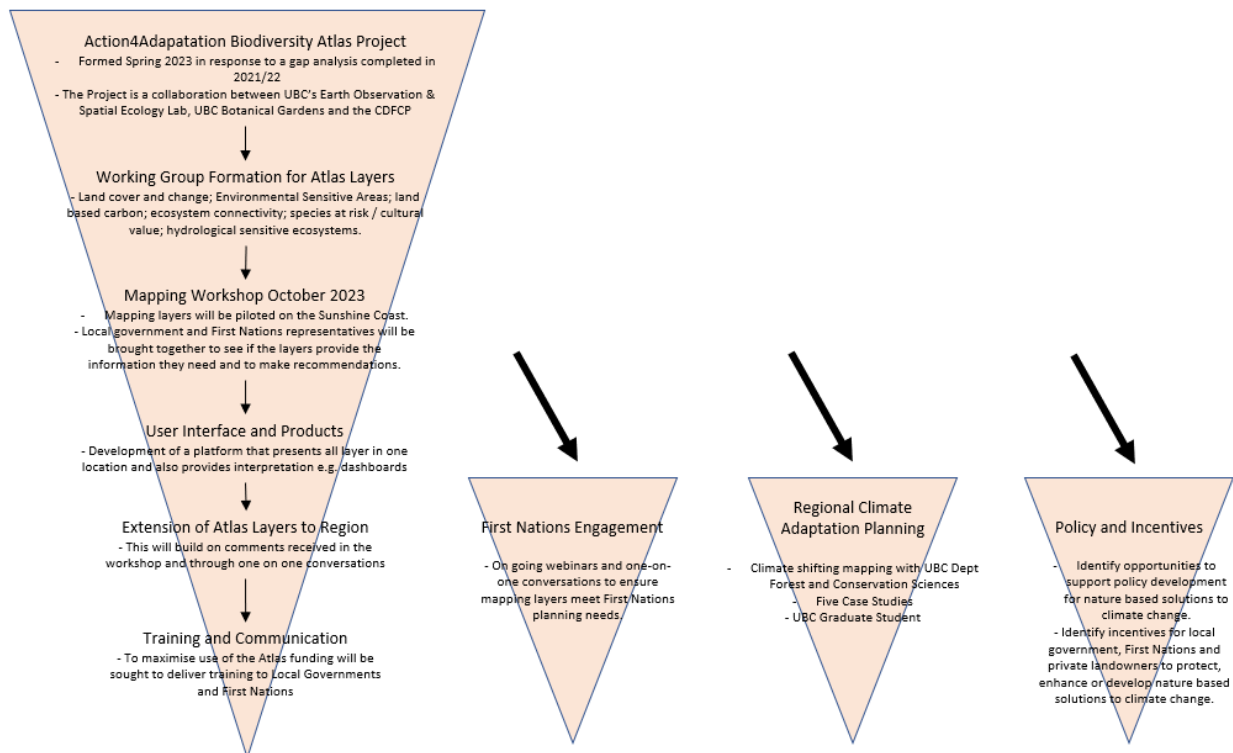 Action4Adapatation Biodiversity Atlas Project
- Formed Spring 2023 in response to a gap analysis completed in
2021/22
- The Project is a collaboration between UBC's Earth Observation &
Spatial Ecology Lab, UBC Botanical Gardens and the CDFCP
Working Group Formation for Atlas Layers
- Land cover and change; Environmental Sensitive Areas; land
based carbon; ecosystem connectivity; species at risk / cultural
value; hydrological sensitive ecosystems.
Mapping Workshop October 2023
- Mapping layers will be piloted on the Sunshine Coast.
- Local government and First Nations representatives will be
brought together to see if the layers provide the
information they need and to make recommendations.
User Interface and Products
- Development of a platform that presents all layer in one
location and also provides interpretation e.g. dashboards
Extension of Atlas Layers to Region
- This will build on comments received in the
workshop and through one on one conversations
Training and Communication
- To maximise use of the Atlas funding will be
sought to deliver training to Local Governments
and First Nations
First Nations Engagement
- On going webinars and one-on-
one conversations to ensure
mapping layers meet First Nations
planning needs.
Regional Climate
Adaptation Planning
- Climate shifting mapping with UBC Dept
Forest and Conservation Sciences
- Five Case Studies
- UBC Graduate Student
Policy and Incentives
- Identify opportunities to
support policy development
for nature based solutions to
climate change.
- Identify incentives for local
government, First Nations and
private landowners to protect,
enhance or develop nature based
solutions to climate change.